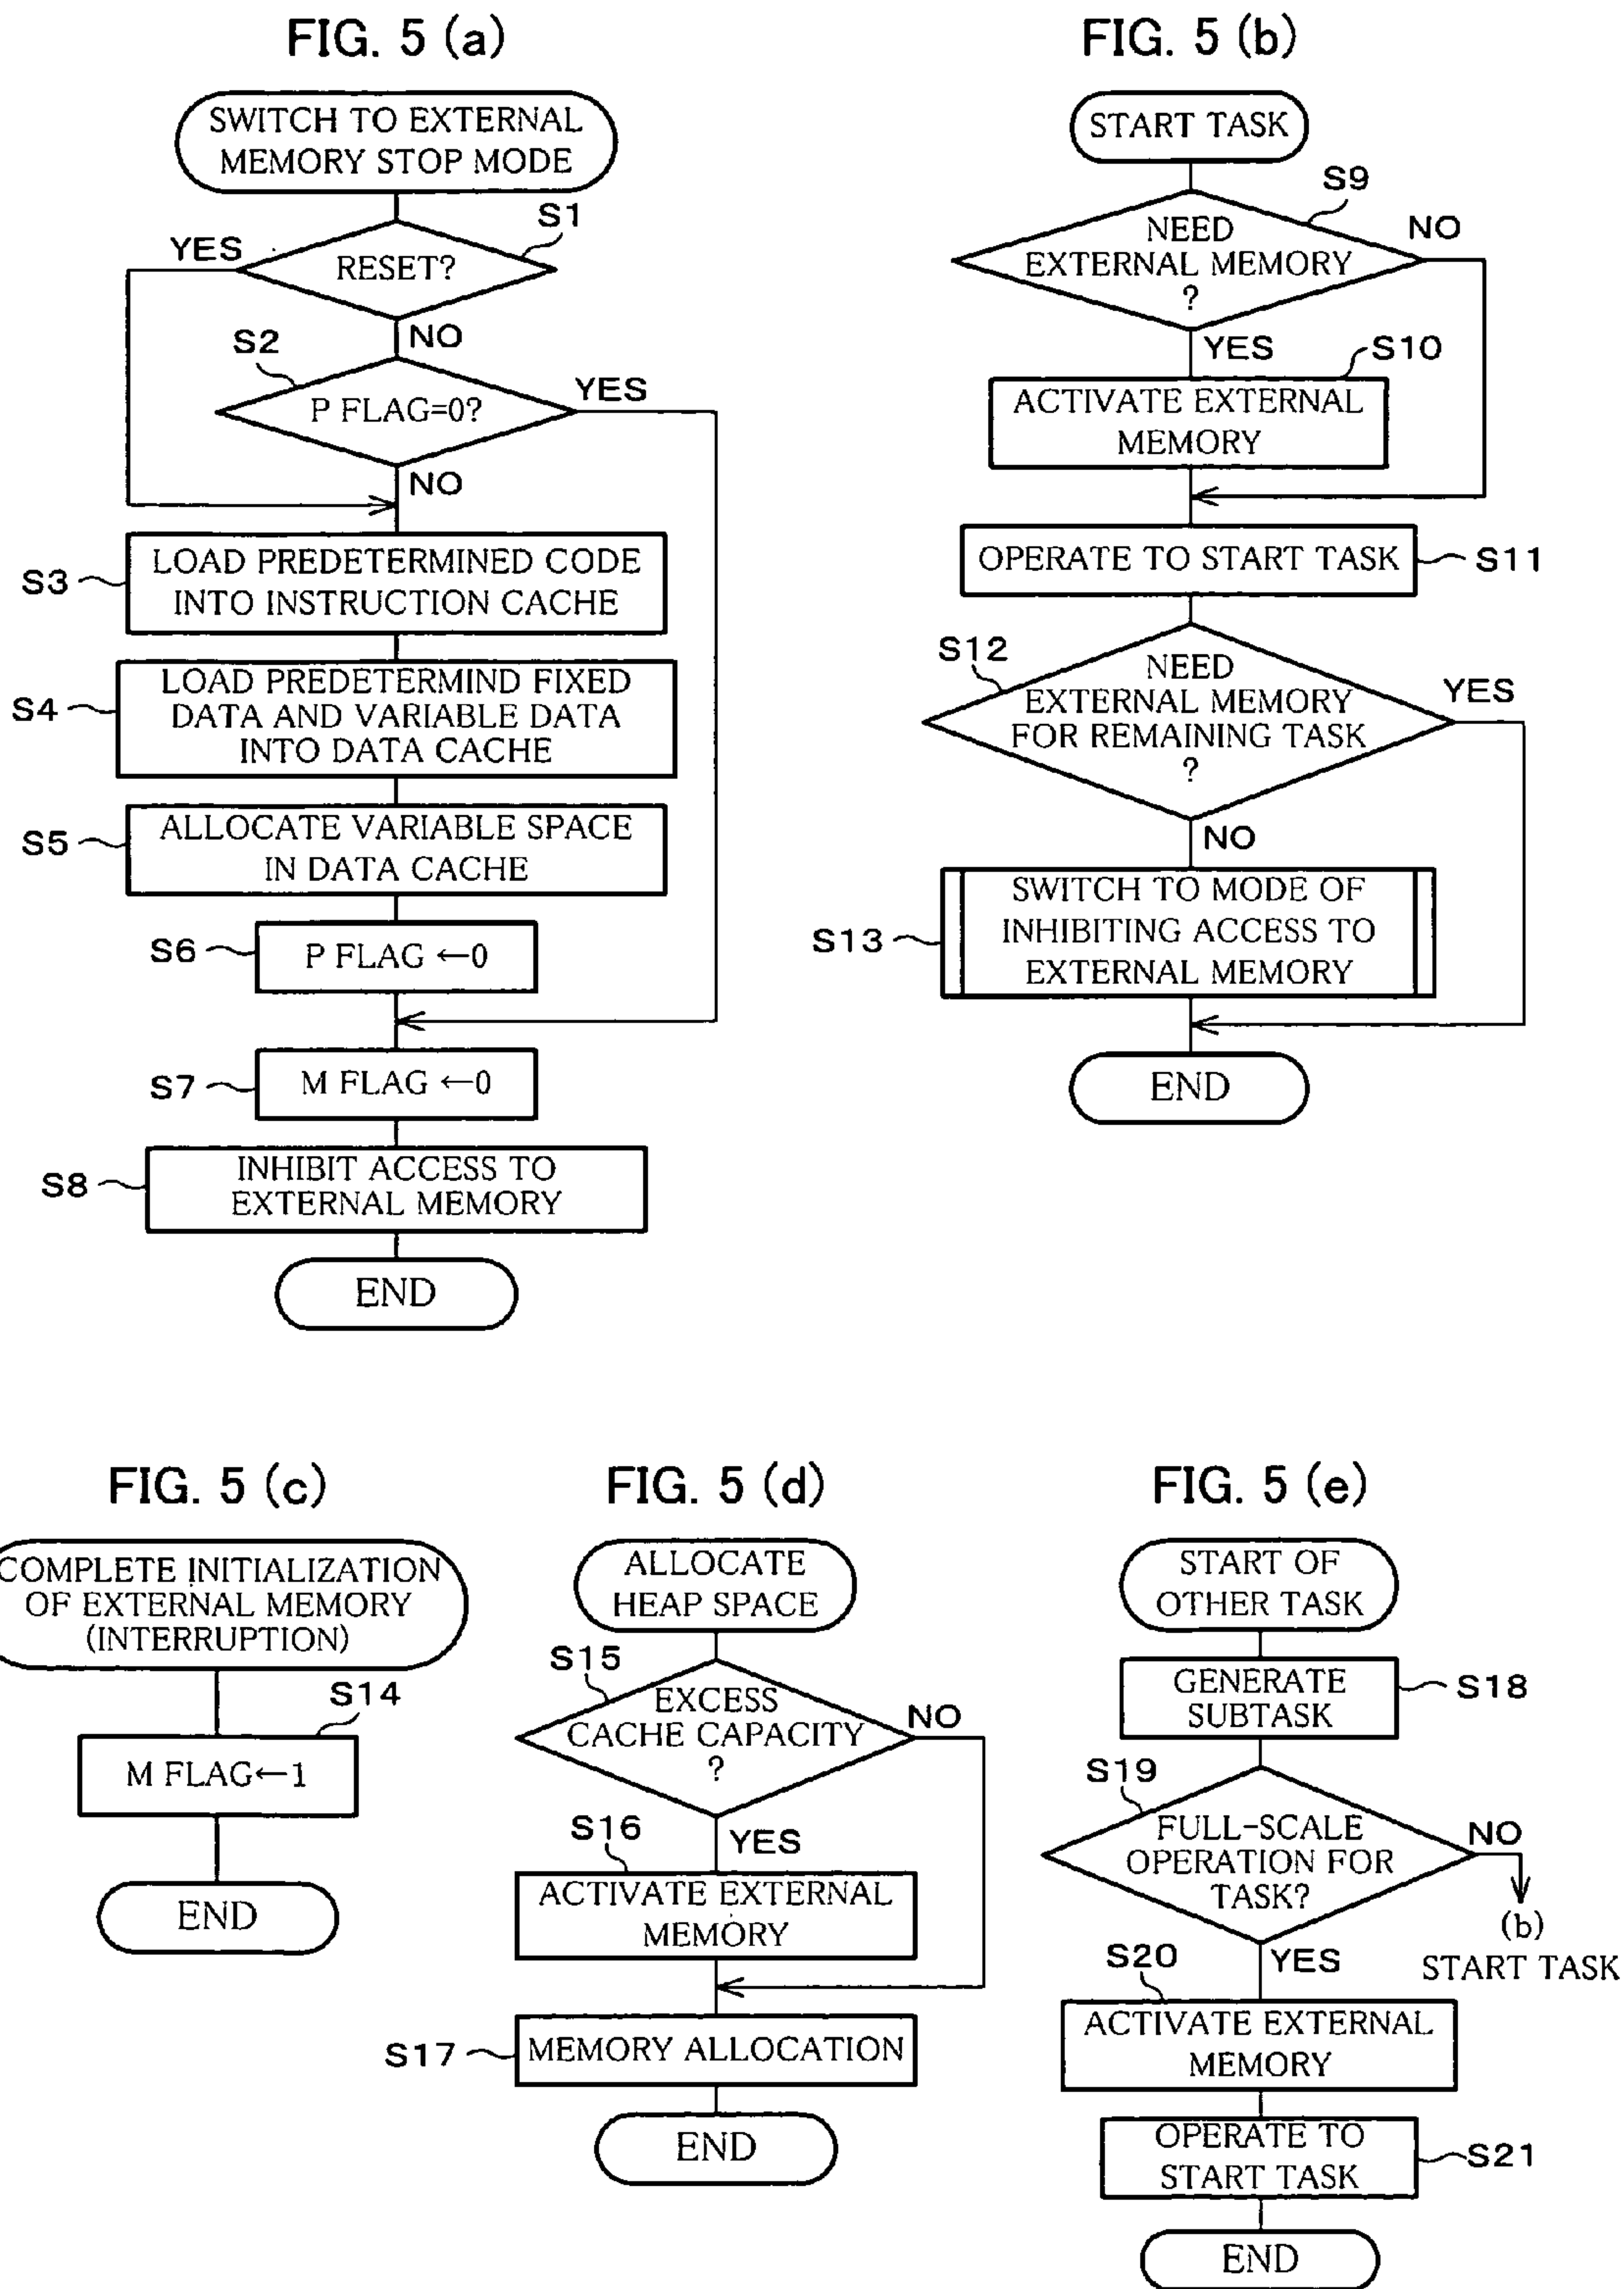 FIG. 5 (a)
SWITCH TO EXTERNAL
MEMORY STOP MODE
S1
YES
RESET?
NO
S2
YES
P FLAG=0?
NO
S3
LOAD PREDETERMINED CODE
INTO INSTRUCTION CACHE
S4
LOAD PREDETERMIND FIXED
DATA AND VARIABLE DATA
INTO DATA CACHE
S5
ALLOCATE VARIABLE SPACE
IN DATA CACHE
S6
P FLAG ←0
S7
M FLAG ←0
S8
INHIBIT ACCESS TO
EXTERNAL MEMORY
END
FIG. 5 (b)
START TASK
S9
NEED
EXTERNAL MEMORY
?
NO
YES
S10
ACTIVATE EXTERNAL
MEMORY
OPERATE TO START TASK
S11
S12
NEED
EXTERNAL MEMORY
FOR REMAINING TASK
?
YES
NO
S13
SWITCH TO MODE OF
INHIBITING ACCESS TO
EXTERNAL MEMORY
END
FIG. 5 (c)
COMPLETE INITIALIZATION
OF EXTERNAL MEMORY
(INTERRUPTION)
S14
M FLAG←1
END
FIG. 5 (d)
ALLOCATE
HEAP SPACE
S15
EXCESS
CACHE CAPACITY
?
NO
YES
S16
ACTIVATE EXTERNAL
MEMORY
S17
MEMORY ALLOCATION
END
FIG. 5 (e)
START OF
OTHER TASK
GENERATE
SUBTASK
S18
S19
FULL-SCALE
OPERATION FOR
TASK?
NO
(b)
START TASK
YES
S20
ACTIVATE EXTERNAL
MEMORY
OPERATE TO
START TASK
S21
END